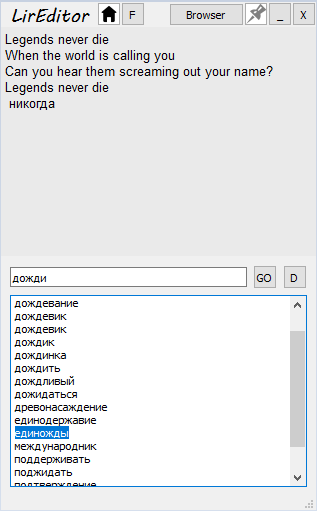 LirEditor F Browser _ X
Legends never die
When the world is calling you
Can you hear them screaming out your name?
Legends never die
никогда
дожди GO D
дождевание
дождевик
дождевик
дождик
дождинка
дождить
дождливый
дожидаться
древонасаждение
единодержавие
единожды
международник
поддерживать
поджидать
подтверждение